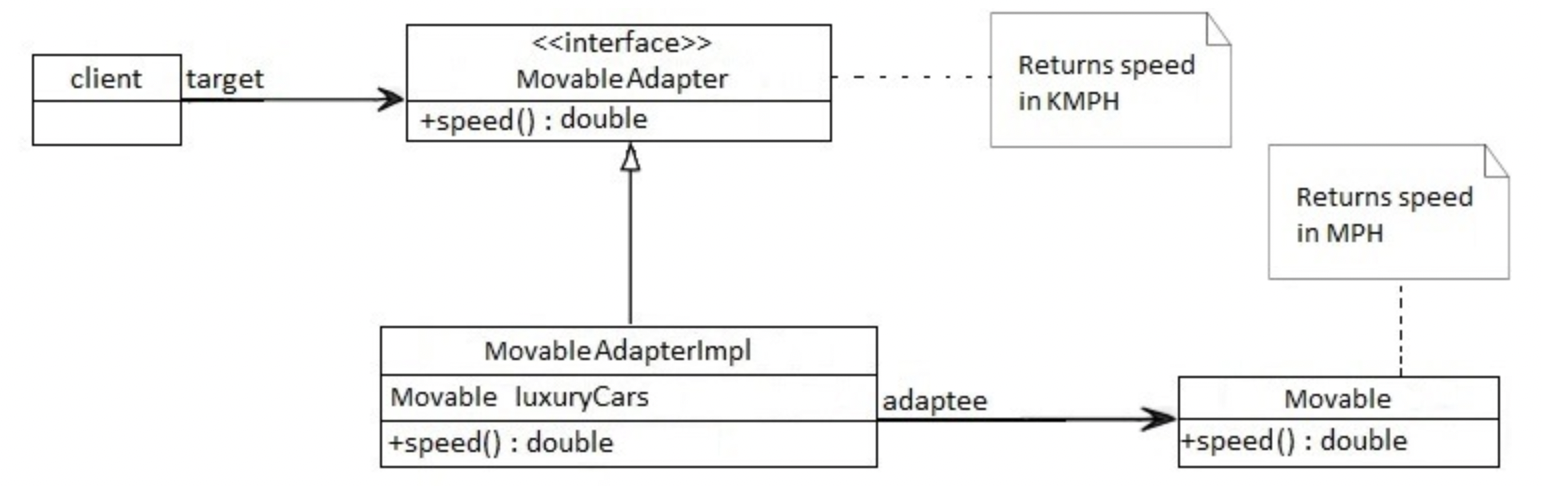 client
target
<<interface>>
MovableAdapter
+speed() : double
Returns speed
in KMPH
Returns speed
in MPH
MovableAdapterImpl
Movable luxuryCars
+speed() : double
adaptee
Movable
+speed() : double